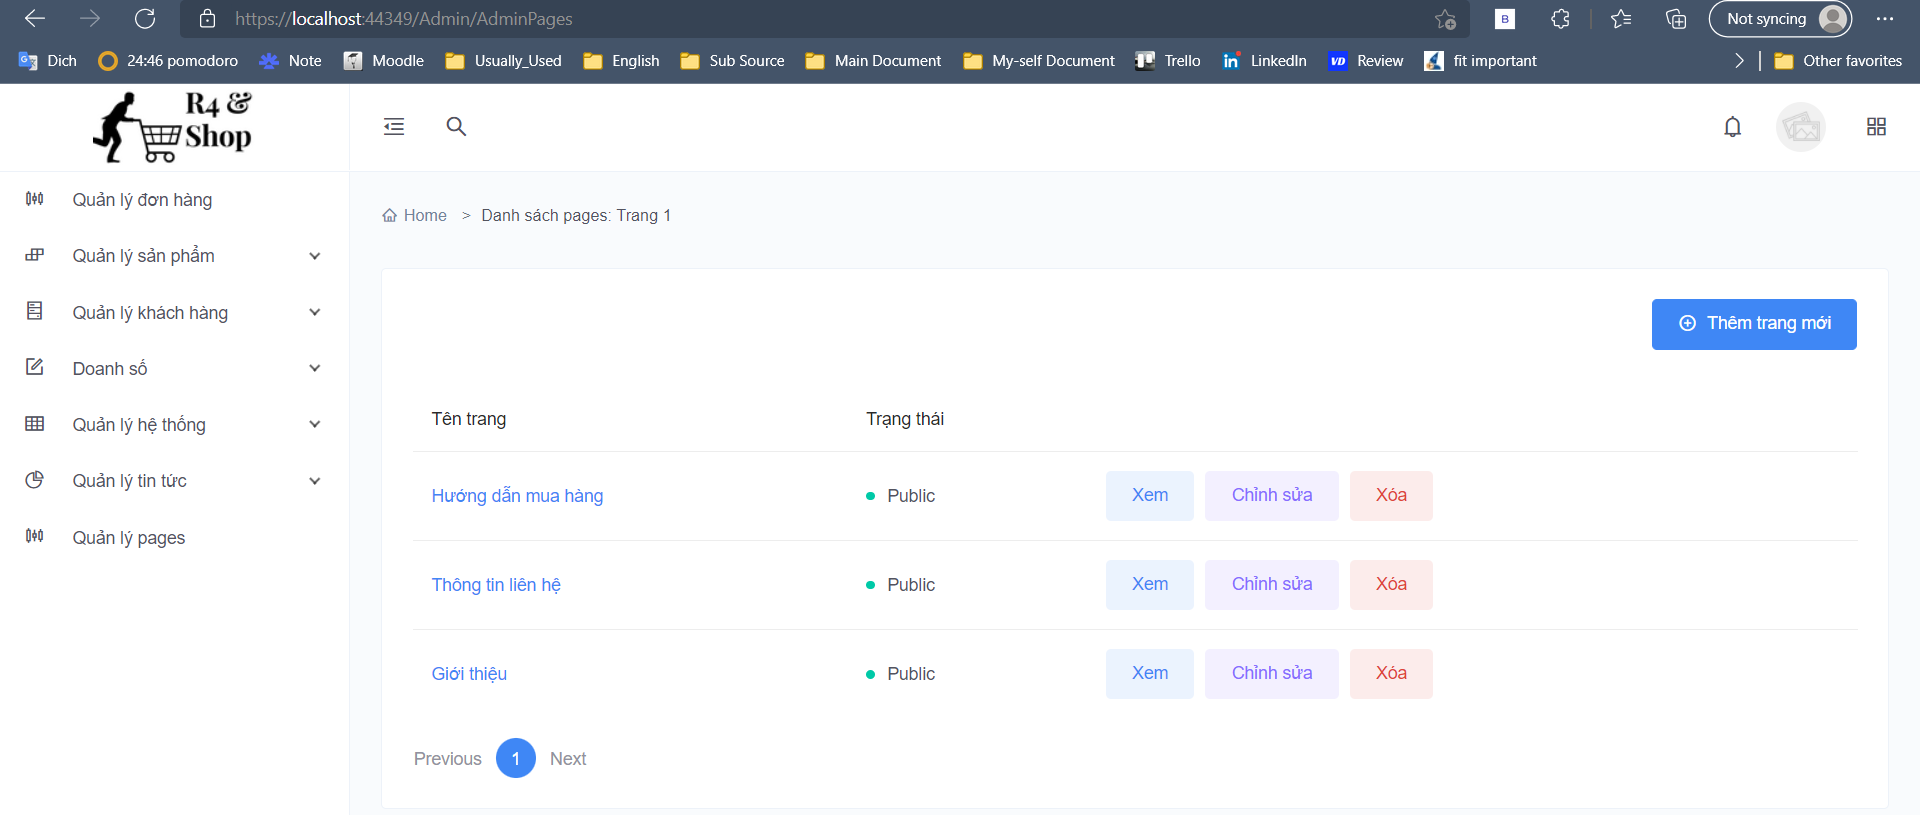 https://localhost:44349/Admin/AdminPages
B
Not syncing
Dich
24:46 pomodoro
Note
Moodle
Usually_Used
English
Sub Source
Main Document
My-self Document
Trello
LinkedIn
VD Review
fit important
Other favorites
R4 &
Shop
Quản lý đơn hàng
Quản lý sản phẩm
Quản lý khách hàng
Doanh số
Quản lý hệ thống
Quản lý tin tức
Quản lý pages
Home > Danh sách pages: Trang 1
Thêm trang mới
Tên trang Trạng thái
Hướng dẫn mua hàng Public Xem Chỉnh sửa Xóa
Thông tin liên hệ Public Xem Chỉnh sửa Xóa
Giới thiệu Public Xem Chỉnh sửa Xóa
Previous 1 Next